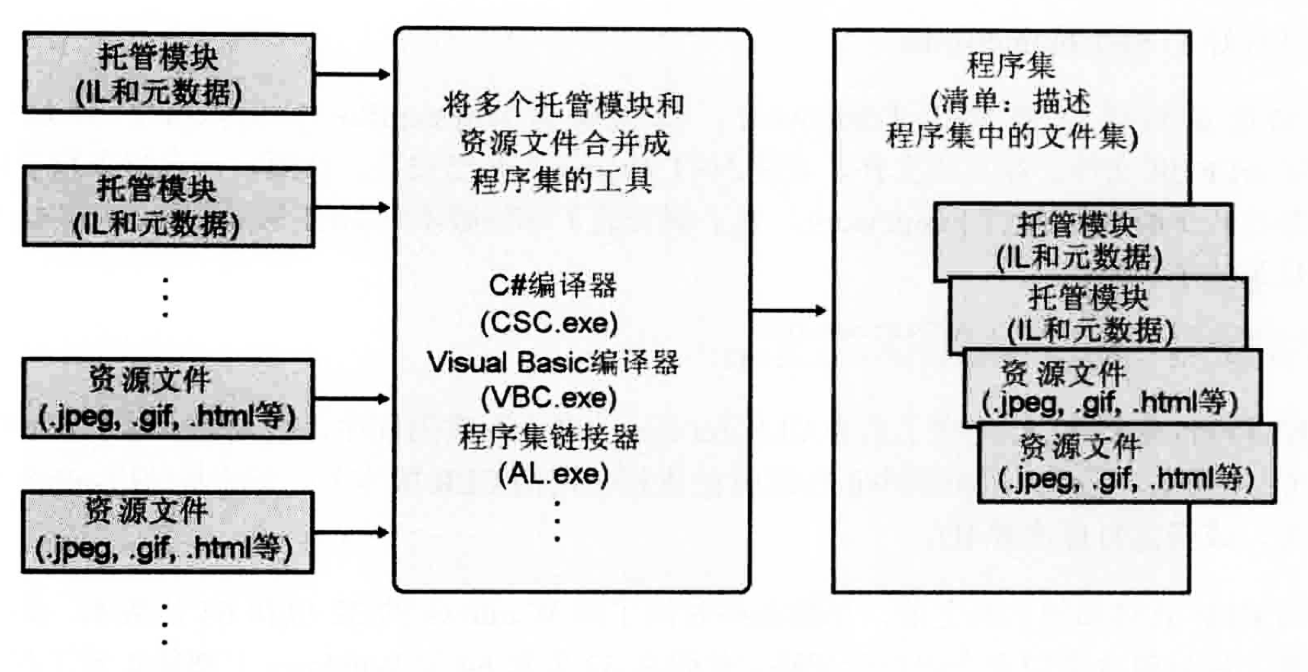 托管模块
(IL和元数据)
托管模块
(IL和元数据)
资源文件
(.jpeg, .gif, .html等)
资源文件
(.jpeg, .gif, .html等)
将多个托管模块和
资源文件合并成
程序集的工具
C#编译器
(CSC.exe)
Visual Basic编译器
(VBC.exe)
程序集链接器
(AL.exe)
程序集
(清单：描述
程序集中的文件集)
托管模块
(IL和元数据)
托管模块
(IL和元数据)
资源文件
(.jpeg, .gif, .html等)
资源文件
(.jpeg, .gif, .html等)